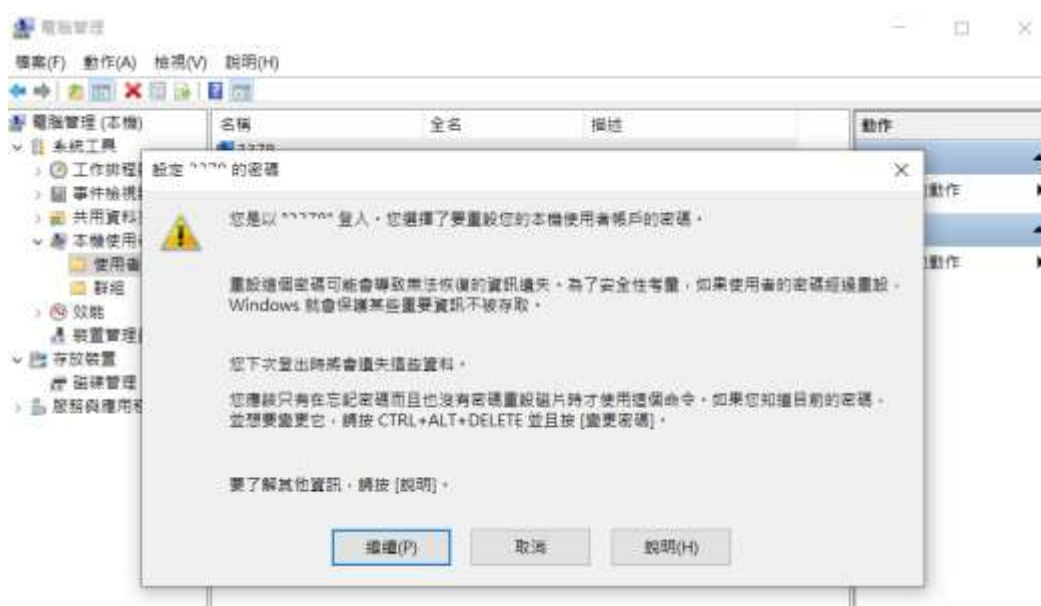 電腦管理
檔案(F) 動作(A) 檢視(V) 說明(H)
電腦管理 (本機)
系統工具
工作排程
事件檢視
共用資料
本機使用
使用者
群組
效能
裝置管理
存放裝置
磁碟管理
服務與應用
名稱 全名 描述
動作
動作
動作
的密碼
設定
您是以 登入。您選擇了要重設您的本機使用者帳戶的密碼。
重設這個密碼可能會導致無法恢復的資訊遺失。為了安全性考量，如果使用者的密碼經過重設，
Windows 就會保護某些重要資訊不被存取。
您下次登出時將會遺失這些資料。
您應該只有在忘記密碼而且也沒有密碼重設磁片時才使用這個命令。如果您知道目前的密碼，
並想要變更它，請按 CTRL+ALT+DELETE 並且按 [變更密碼]。
要了解其他資訊，請按 [說明]。
繼續(P) 取消 說明(H)